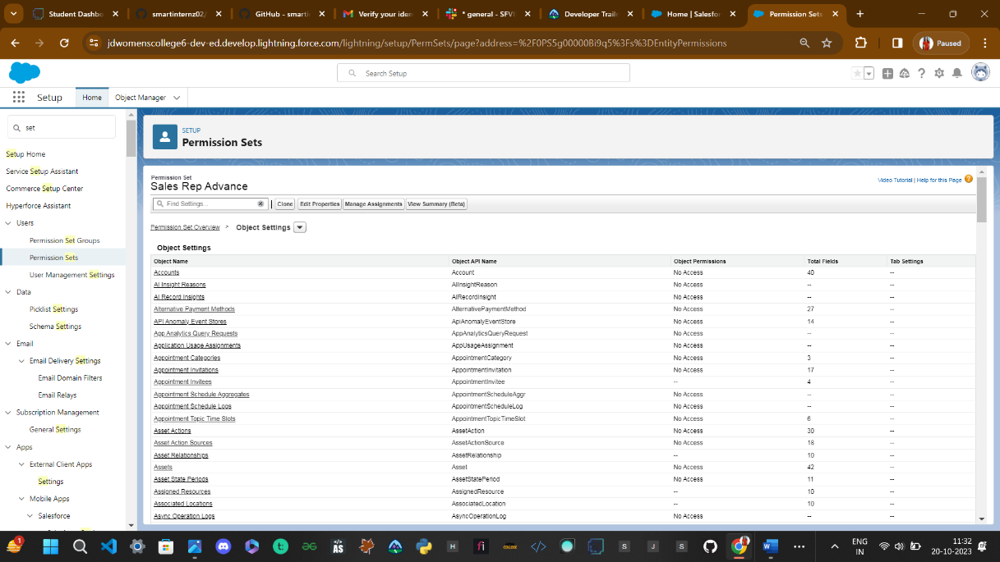 Student Dashbo
smartinternz02/
GitHub - smarti
Verify your iden
* general - SFVI
Developer Trail
Home | Salesfor
Permission Sets
jdwomenscollege6-dev-ed.develop.lightning.force.com/lightning/setup/PermSets/page?address=%2F0PS5g00000Bi9q5%3Fs%3DEntityPermissions
Paused
Search Setup
Setup
Home
Object Manager
set
Setup Home
Service Setup Assistant
Commerce Setup Center
Hyperforce Assistant
Users
Permission Set Groups
Permission Sets
User Management Settings
Data
Picklist Settings
Schema Settings
Email
Email Delivery Settings
Email Domain Filters
Email Relays
Subscription Management
General Settings
Apps
External Client Apps
Settings
Mobile Apps
Salesforce
SETUP
Permission Sets
Permission Set
Sales Rep Advance
Video Tutorial | Help for this Page
Find Settings...
Clone Edit Properties Manage Assignments View Summary (Beta)
Permission Set Overview > Object Settings
Object Settings
Object Name Object API Name Object Permissions Total Fields Tab Settings
Accounts Account No Access 40 --
AI Insight Reasons AIInsightReason No Access -- --
AI Record Insights AIRecordInsight No Access -- --
Alternative Payment Methods AlternativePaymentMethod No Access 27 --
API Anomaly Event Stores ApiAnomalyEventStore No Access 14 --
App Analytics Query Requests AppAnalyticsQueryRequest No Access -- --
Application Usage Assignments AppUsageAssignment No Access -- --
Appointment Categories AppointmentCategory No Access 3 --
Appointment Invitations AppointmentInvitation No Access 17 --
Appointment Invitees AppointmentInvitee -- 4 --
Appointment Schedule Aggregates AppointmentScheduleAggr No Access -- --
Appointment Schedule Logs AppointmentScheduleLog No Access -- --
Appointment Topic Time Slots AppointmentTopicTimeSlot No Access 6 --
Asset Actions AssetAction No Access 30 --
Asset Action Sources AssetActionSource No Access 18 --
Asset Relationships AssetRelationship -- 10 --
Assets Asset No Access 42 --
Asset State Periods AssetStatePeriod No Access 11 --
Assigned Resources AssignedResource -- 10 --
Associated Locations AssociatedLocation -- 10 --
Async Operation Logs AsyncOperationLog No Access -- --
ENG
IN
11:32
20-10-2023